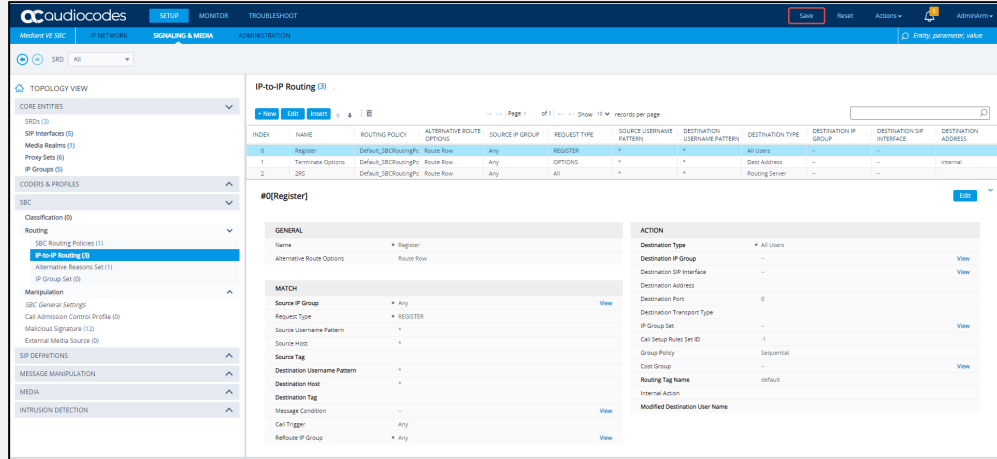 audiocodes SETUP MONITOR TROUBLESHOOT Save Reset Actions 1 AdminArm
Mediant VE SBC IP NETWORK SIGNALING & MEDIA ADMINISTRATION Entity, parameter, value
SRD All
TOPOLOGY VIEW
CORE ENTITIES
SRDs (3)
SIP Interfaces (5)
Media Realms (1)
Proxy Sets (6)
IP Groups (5)
CODERS & PROFILES
SBC
Classification (0)
Routing
SBC Routing Policies (1)
IP-to-IP Routing (3)
Alternative Reasons Set (1)
IP Group Set (0)
Manipulation
SBC General Settings
Call Admission Control Profile (0)
Malicious Signature (12)
External Media Source (0)
SIP DEFINITIONS
MESSAGE MANIPULATION
MEDIA
INTRUSION DETECTION
IP-to-IP Routing (3)
+ New Edit Insert Page 1 of 1 Show 10 records per page
INDEX NAME ROUTING POLICY ALTERNATIVE ROUTE OPTIONS SOURCE IP GROUP REQUEST TYPE SOURCE USERNAME PATTERN DESTINATION USERNAME PATTERN DESTINATION TYPE DESTINATION IP GROUP DESTINATION SIP INTERFACE DESTINATION ADDRESS
0 Register Default_SBCRoutingPc Route Row Any REGISTER * * All Users -- --
1 Terminate Options Default_SBCRoutingPc Route Row Any OPTIONS * * Dest Address -- -- internal
2 2RS Default_SBCRoutingPc Route Row Any All * * Routing Server -- --
#0[Register] Edit
GENERAL
Name Register
Alternative Route Options Route Row
MATCH
Source IP Group Any View
Request Type REGISTER
Source Username Pattern *
Source Host *
Source Tag
Destination Username Pattern *
Destination Host *
Destination Tag
Message Condition -- View
Call Trigger Any
ReRoute IP Group Any View
ACTION
Destination Type All Users
Destination IP Group -- View
Destination SIP Interface -- View
Destination Address
Destination Port 0
Destination Transport Type
IP Group Set -- View
Call Setup Rules Set ID -1
Group Policy Sequential
Cost Group -- View
Routing Tag Name default
Internal Action
Modified Destination User Name